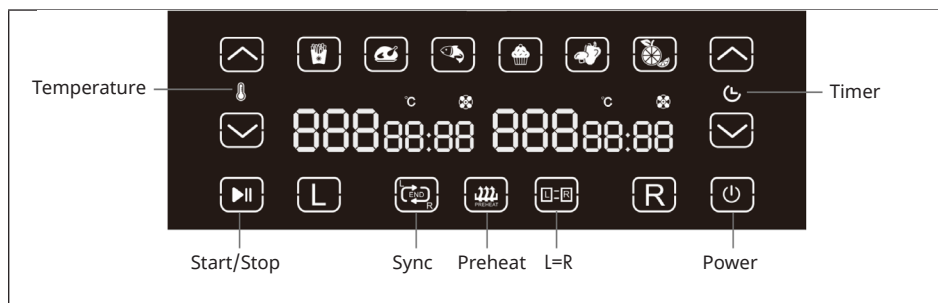 Temperature
Timer
°C °C
888 88:88 888 88:88
L
L END R
PREHEAT
L=R
R
Start/Stop Sync Preheat L=R Power